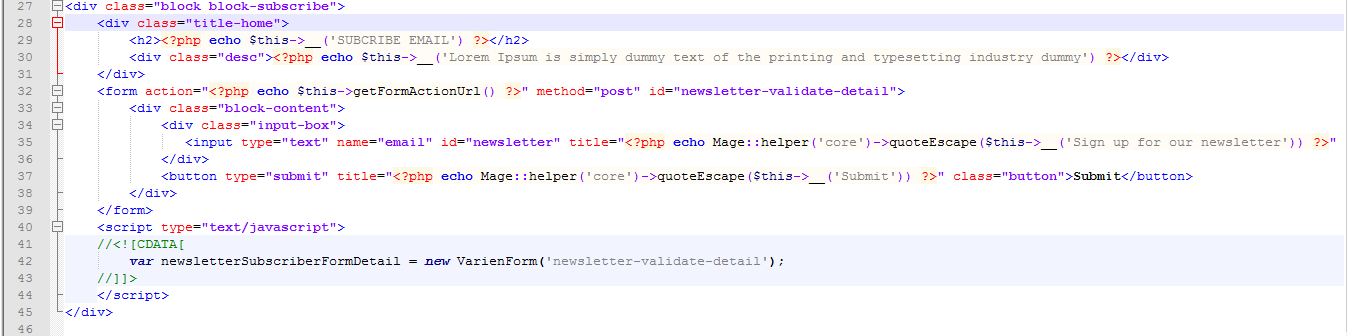 27 <div class="block block-subscribe">
28 <div class="title-home">
29 <h2><?php echo $this->__('SUBCRIBE EMAIL') ?></h2>
30 <div class="desc"><?php echo $this->__('Lorem Ipsum is simply dummy text of the printing and typesetting industry dummy') ?></div>
31 </div>
32 <form action="<?php echo $this->getFormActionUrl() ?>" method="post" id="newsletter-validate-detail">
33 <div class="block-content">
34 <div class="input-box">
35 <input type="text" name="email" id="newsletter" title="<?php echo Mage::helper('core')->quoteEscape($this->__('Sign up for our newsletter')) ?>"
36 </div>
37 <button type="submit" title="<?php echo Mage::helper('core')->quoteEscape($this->__('Submit')) ?>" class="button">Submit</button>
38 </div>
39 </form>
40 <script type="text/javascript">
41 //<![CDATA[
42 var newsletterSubscriberFormDetail = new VarienForm('newsletter-validate-detail');
43 //]]>
44 </script>
45 </div>
46